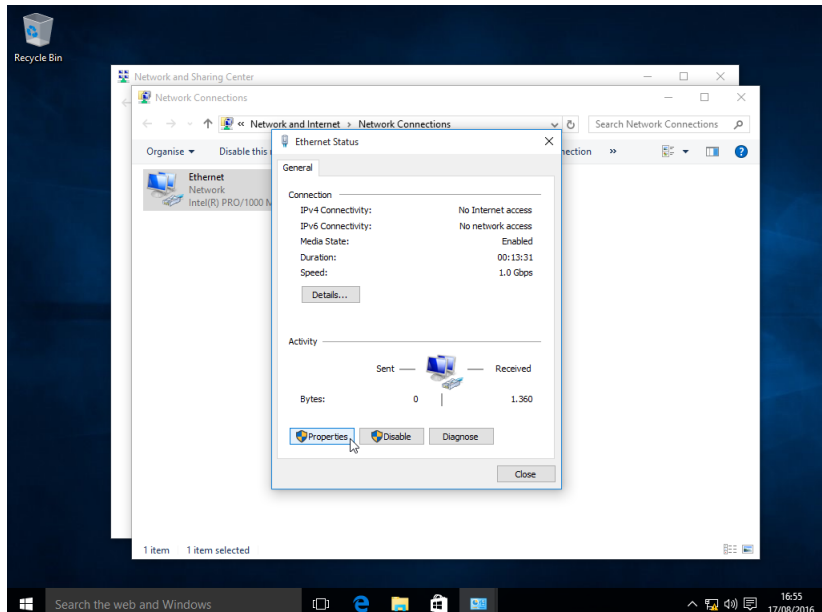 Recycle Bin
Network and Sharing Center
Network Connections
« Network and Internet > Network Connections
Search Network Connections
Organise
Disable this
nection
»
Ethernet
Network
Intel(R) PRO/1000 M
Ethernet Status
General
Connection
IPv4 Connectivity: No Internet access
IPv6 Connectivity: No network access
Media State: Enabled
Duration: 00:13:31
Speed: 1.0 Gbps
Details...
Activity
Sent — — Received
Bytes: 0 | 1.360
Properties
Disable
Diagnose
Close
1 item 1 item selected
Search the web and Windows
16:55
17/08/2016